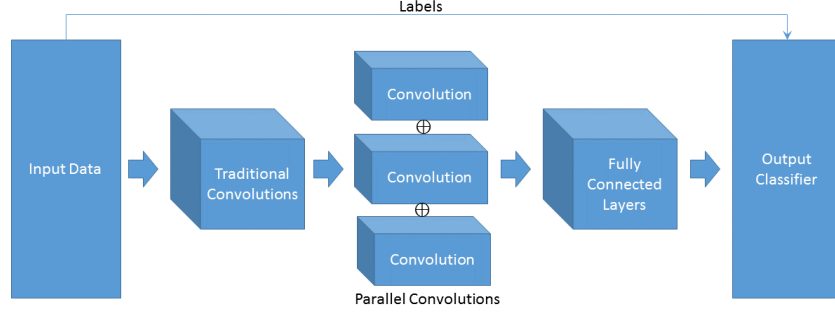 Labels
Input Data
Traditional
Convolutions
Convolution
⊕
Convolution
⊕
Convolution
Parallel Convolutions
Fully
Connected
Layers
Output
Classifier